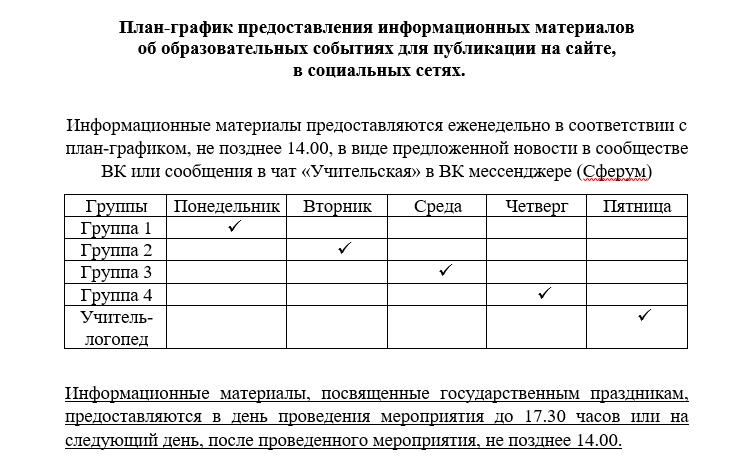 План-график предоставления информационных материалов
об образовательных событиях для публикации на сайте,
в социальных сетях.
Информационные материалы предоставляются еженедельно в соответствии с
план-графиком, не позднее 14.00, в виде предложенной новости в сообществе
ВК или сообщения в чат «Учительская» в ВК мессенджере (Сферум)
Группы Понедельник Вторник Среда Четверг Пятница
Группа 1 ✓
Группа 2 ✓
Группа 3 ✓
Группа 4 ✓
Учитель- ✓
логопед
Информационные материалы, посвященные государственным праздникам,
предоставляются в день проведения мероприятия до 17.30 часов или на
следующий день, после проведенного мероприятия, не позднее 14.00.